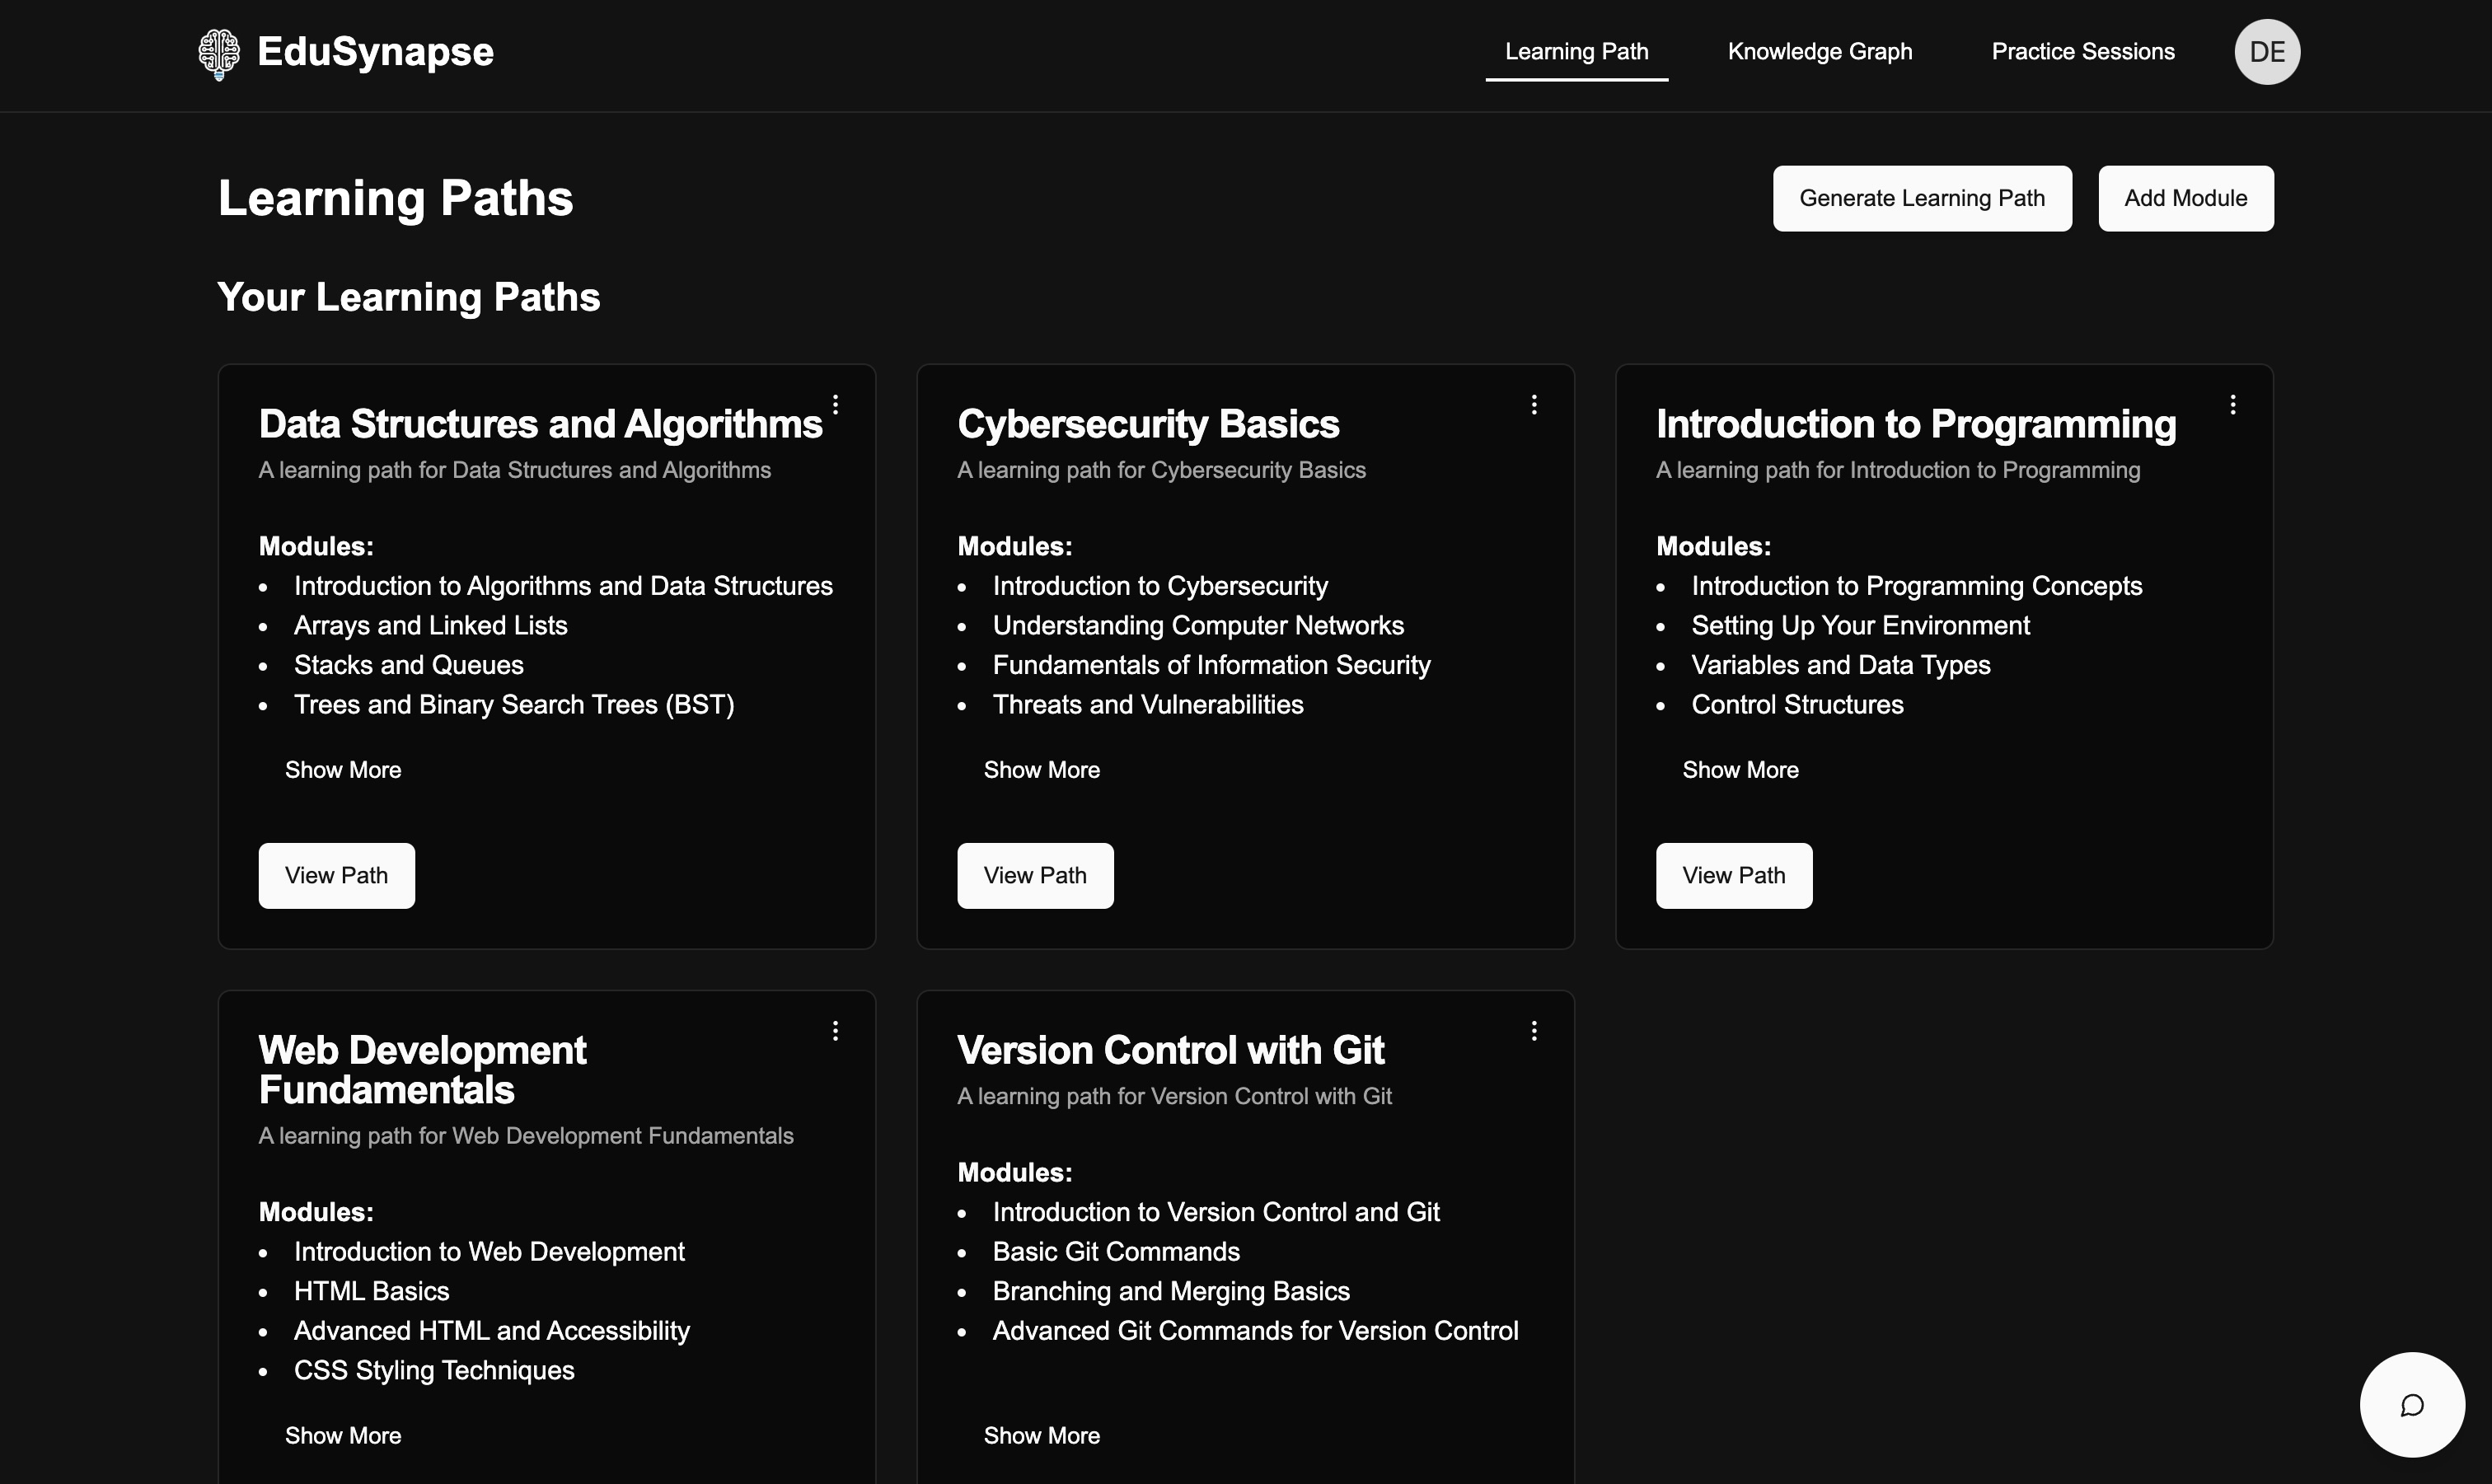 EduSynapse
Learning Path
Knowledge Graph
Practice Sessions
DE
Learning Paths
Generate Learning Path
Add Module
Your Learning Paths
Data Structures and Algorithms
A learning path for Data Structures and Algorithms
Modules:
• Introduction to Algorithms and Data Structures
• Arrays and Linked Lists
• Stacks and Queues
• Trees and Binary Search Trees (BST)
Show More
View Path
Cybersecurity Basics
A learning path for Cybersecurity Basics
Modules:
• Introduction to Cybersecurity
• Understanding Computer Networks
• Fundamentals of Information Security
• Threats and Vulnerabilities
Show More
View Path
Introduction to Programming
A learning path for Introduction to Programming
Modules:
• Introduction to Programming Concepts
• Setting Up Your Environment
• Variables and Data Types
• Control Structures
Show More
View Path
Web Development
Fundamentals
A learning path for Web Development Fundamentals
Modules:
• Introduction to Web Development
• HTML Basics
• Advanced HTML and Accessibility
• CSS Styling Techniques
Show More
Version Control with Git
A learning path for Version Control with Git
Modules:
• Introduction to Version Control and Git
• Basic Git Commands
• Branching and Merging Basics
• Advanced Git Commands for Version Control
Show More